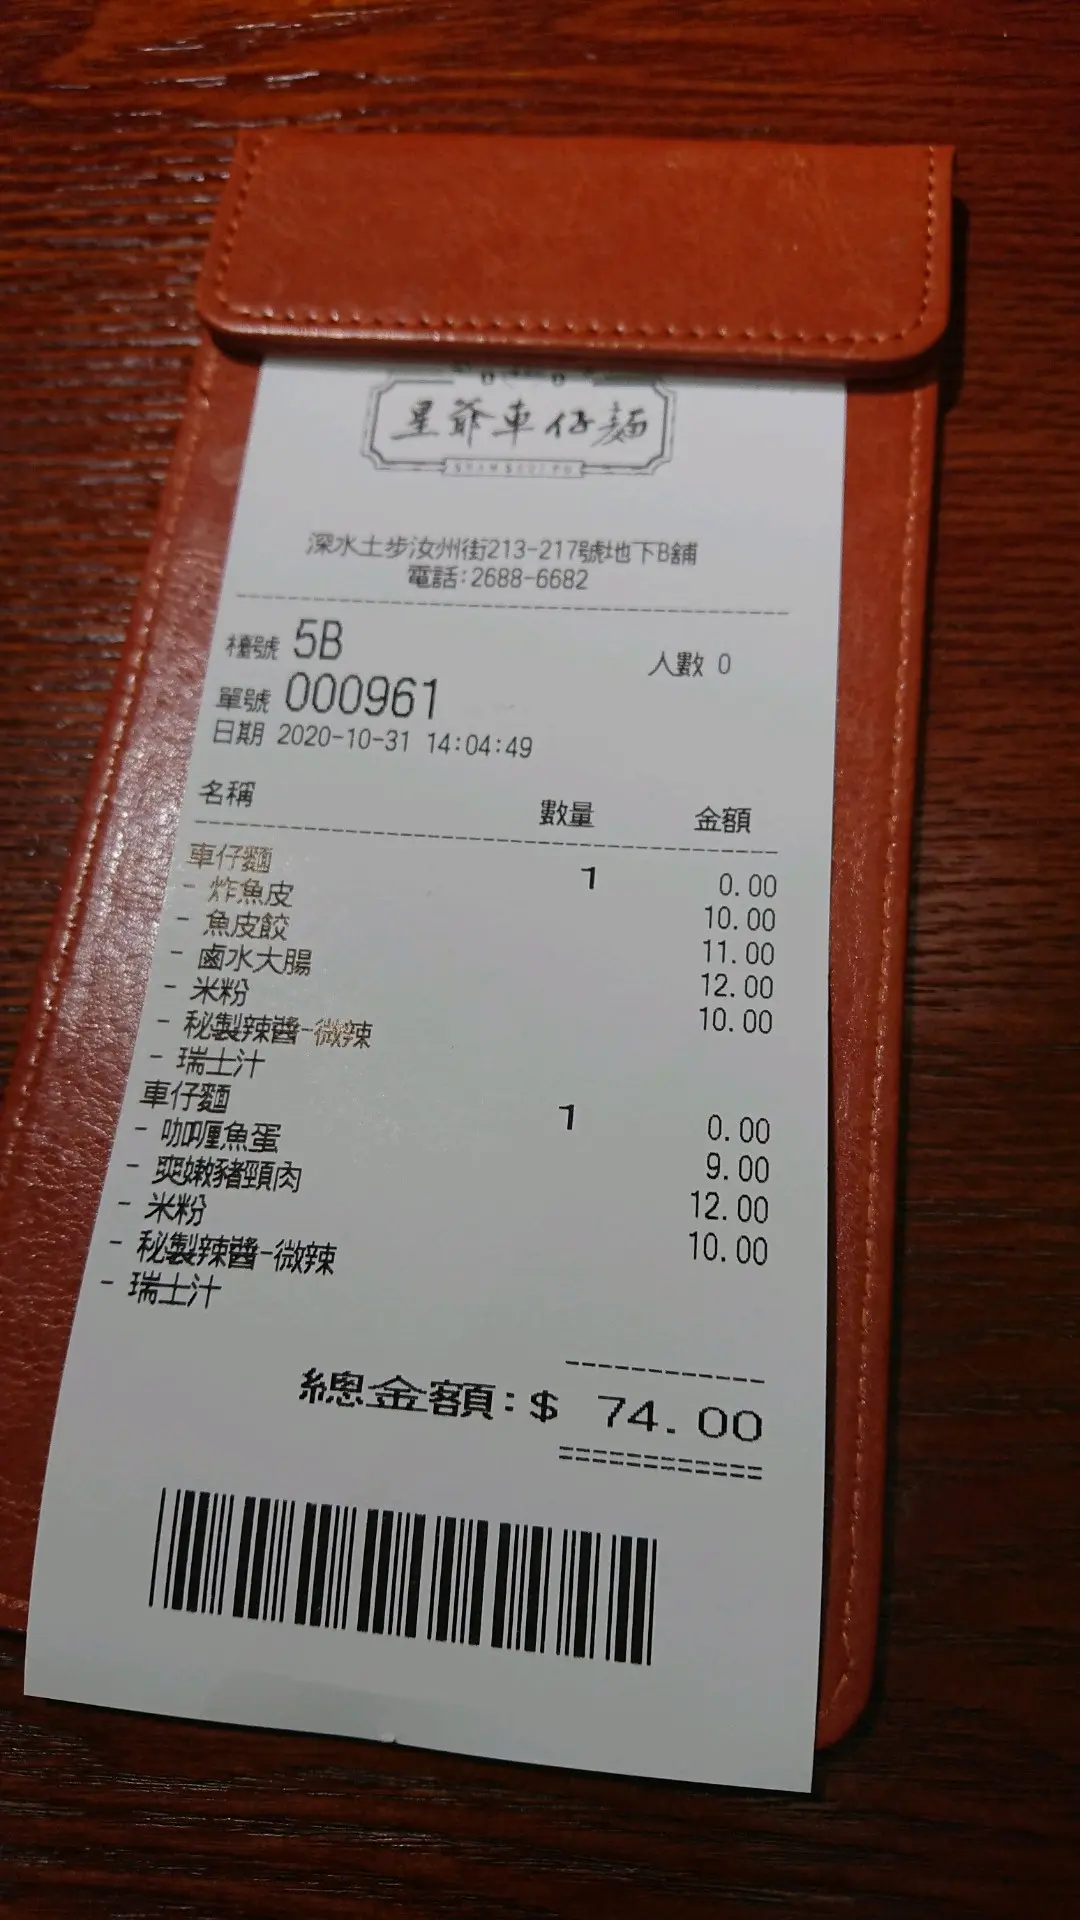 星爺車仔麵
SHAM SHUI PO
深水土步汝州街213-217號地下B舖
電話:2688-6682
檯號 5B 人數 0
單號 000961
日期 2020-10-31 14:04:49
名稱 數量 金額
車仔麵 1 0.00
- 炸魚皮 10.00
- 魚皮餃 11.00
- 鹵水大腸 12.00
- 米粉 10.00
- 秘製辣醬-微辣
- 瑞士汁
車仔麵 1 0.00
- 咖喱魚蛋 9.00
- 爽嫩豬頸肉 12.00
- 米粉 10.00
- 秘製辣醬-微辣
- 瑞士汁
總金額:$ 74.00